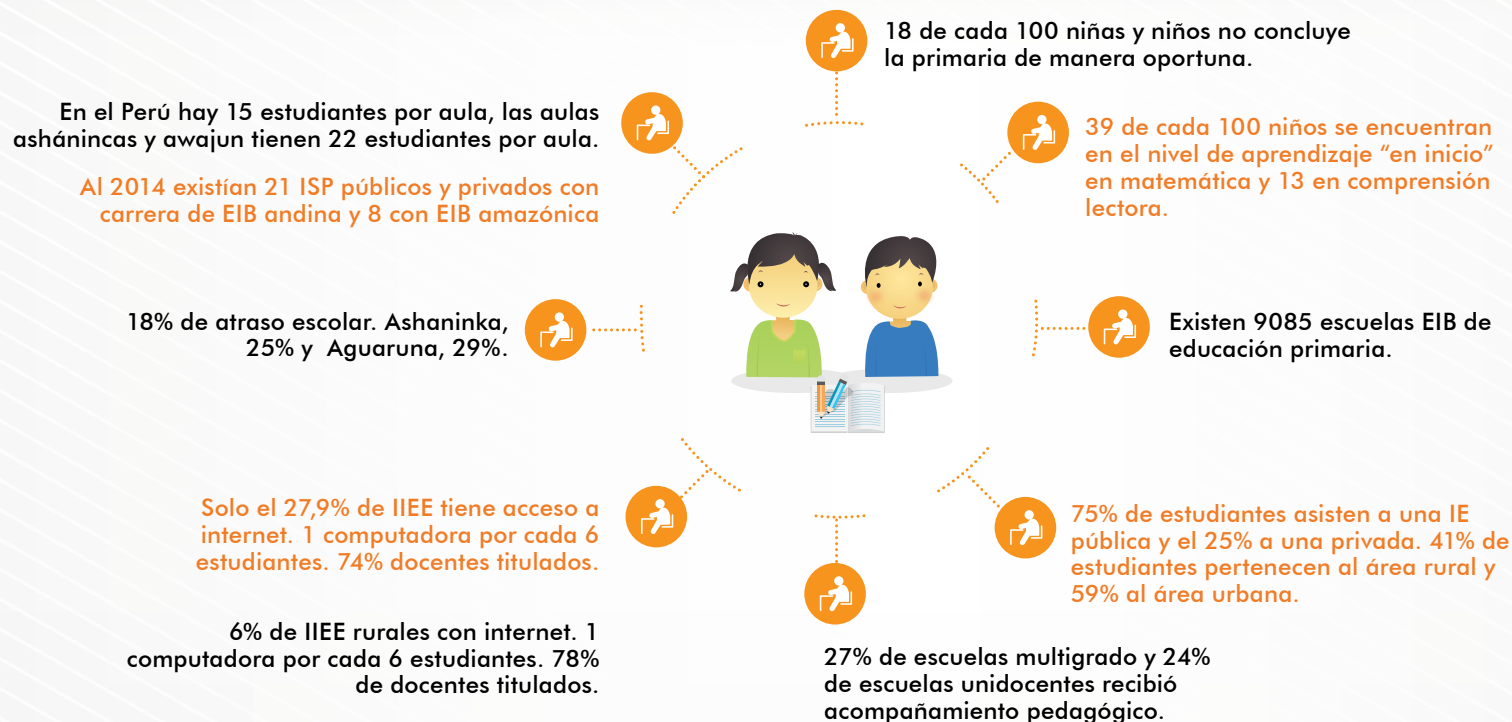 18 de cada 100 niñas y niños no concluye
la primaria de manera oportuna.
En el Perú hay 15 estudiantes por aula, las aulas
ashánincas y awajun tienen 22 estudiantes por aula.
Al 2014 existían 21 ISP públicos y privados con
carrera de EIB andina y 8 con EIB amazónica
39 de cada 100 niños se encuentran
en el nivel de aprendizaje “en inicio”
en matemática y 13 en comprensión
lectora.
18% de atraso escolar. Ashaninka,
25% y Aguaruna, 29%.
Existen 9085 escuelas EIB de
educación primaria.
Solo el 27,9% de IIEE tiene acceso a
internet. 1 computadora por cada 6
estudiantes. 74% docentes titulados.
75% de estudiantes asisten a una IE
pública y el 25% a una privada. 41% de
estudiantes pertenecen al área rural y
59% al área urbana.
6% de IIEE rurales con internet. 1
computadora por cada 6 estudiantes. 78%
de docentes titulados.
27% de escuelas multigrado y 24%
de escuelas unidocentes recibió
acompañamiento pedagógico.